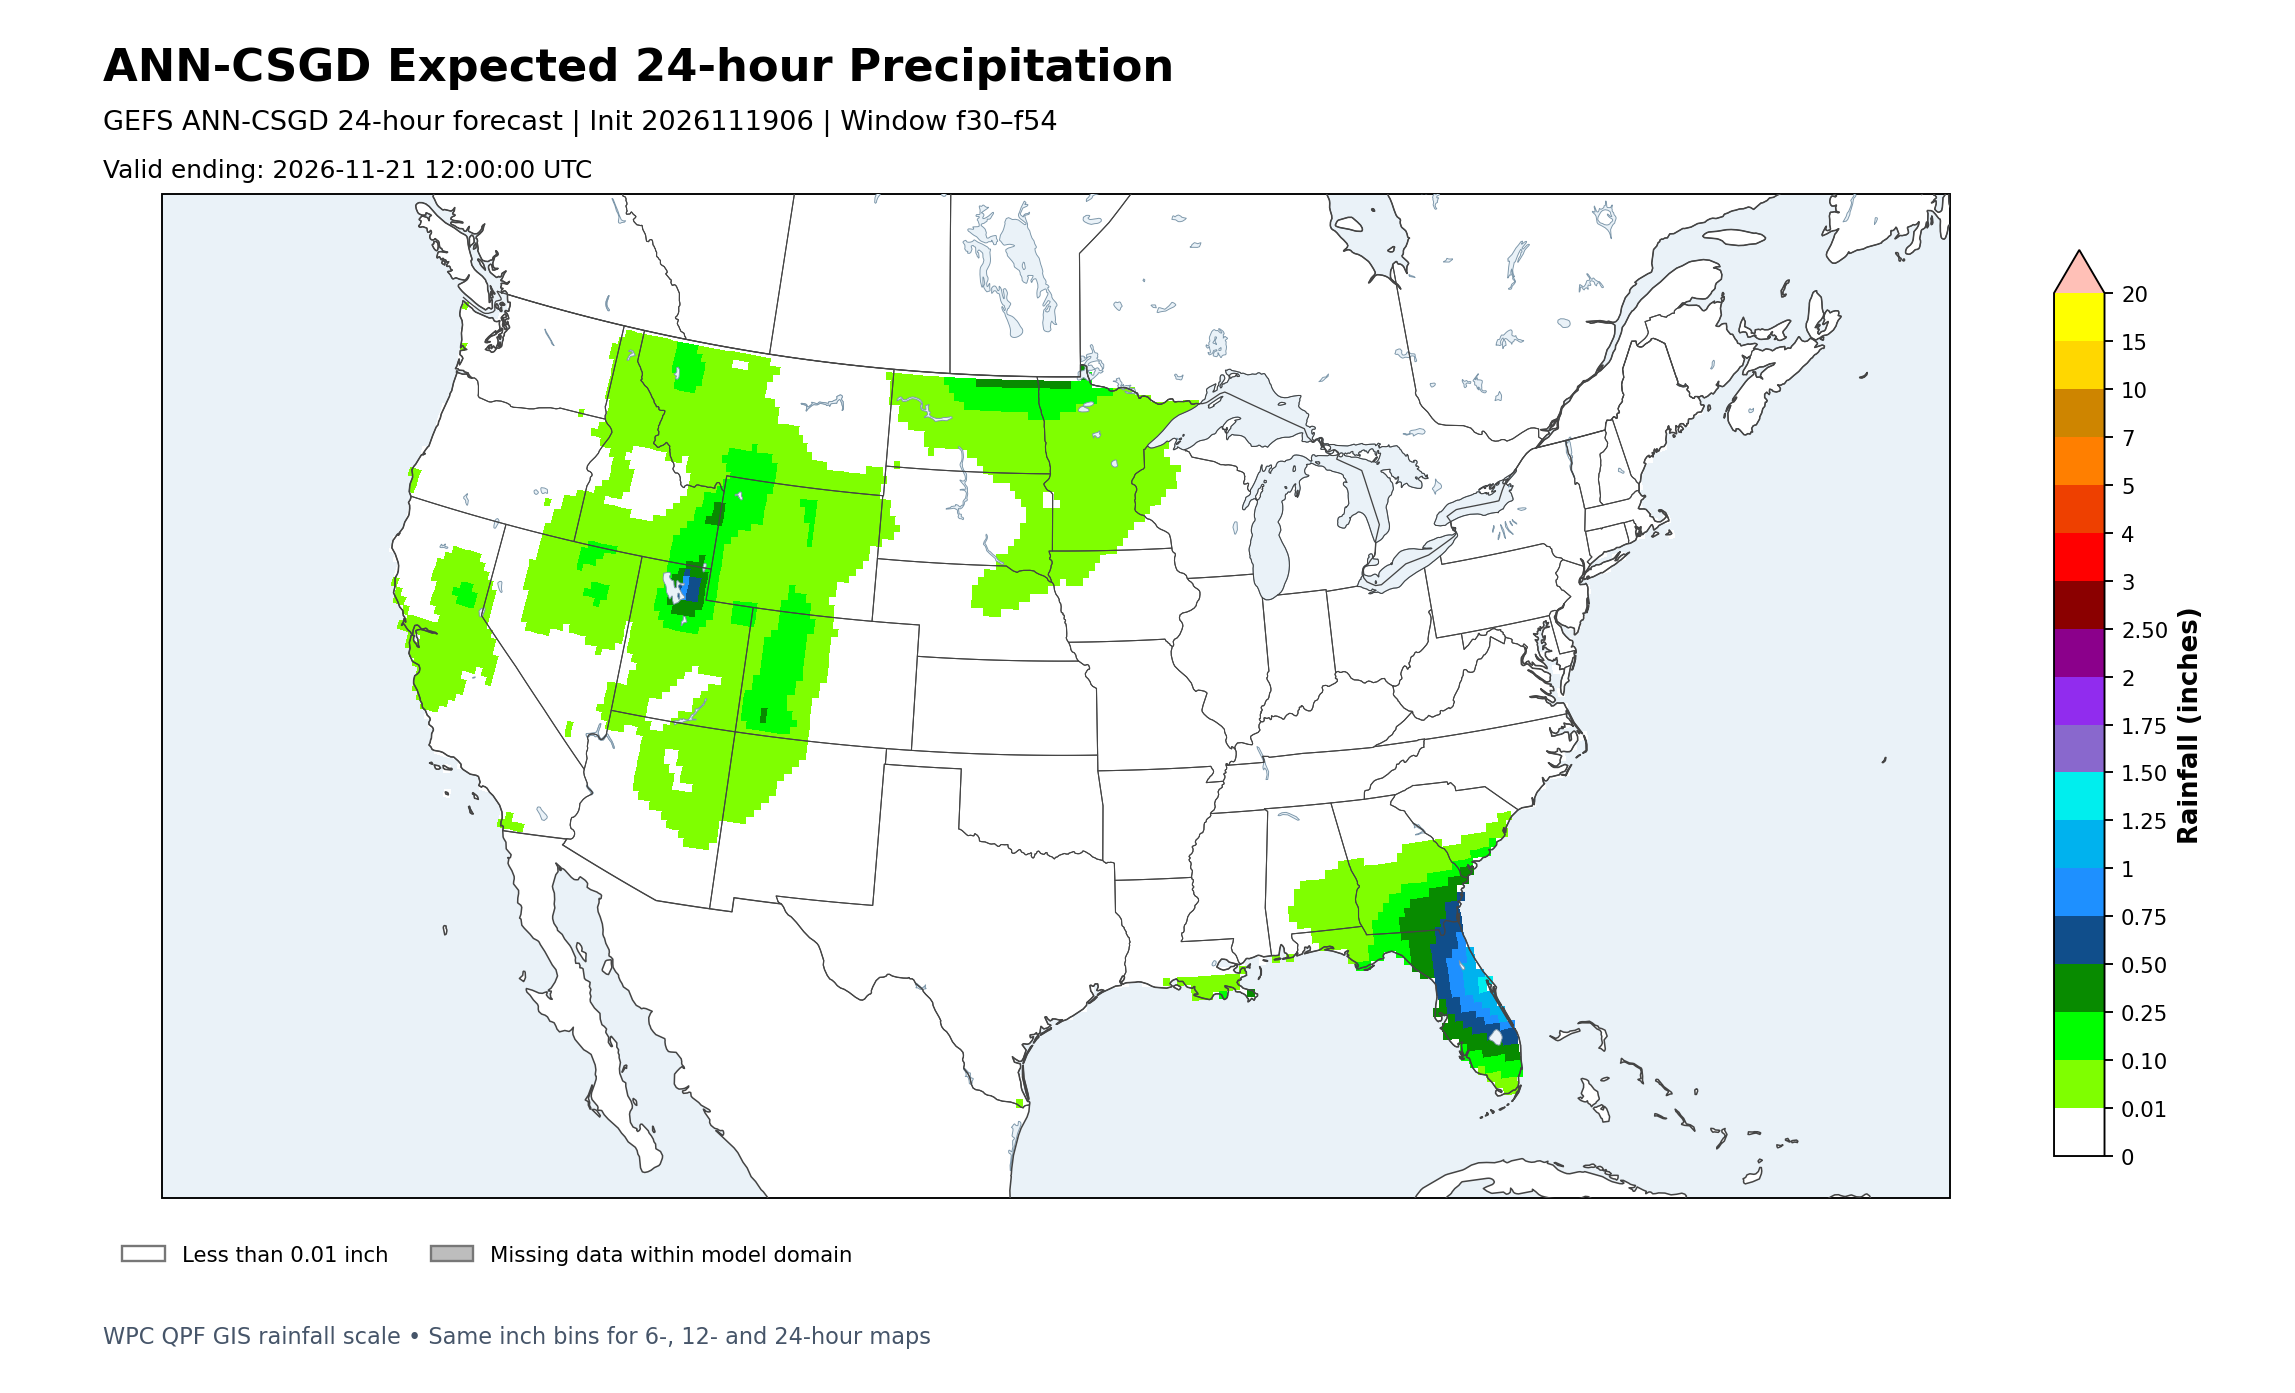 ANN-CSGD Expected 24-hour Precipitation
GEFS ANN-CSGD 24-hour forecast | Init 2026111906 | Window f30–f54
Valid ending: 2026-11-21 12:00:00 UTC
20
15
10
7
5
4
3
2.50
2
1.75
1.50
1.25
1
0.75
0.50
0.25
0.10
0.01
0
Rainfall (inches)
Less than 0.01 inch
Missing data within model domain
WPC QPF GIS rainfall scale • Same inch bins for 6-, 12- and 24-hour maps